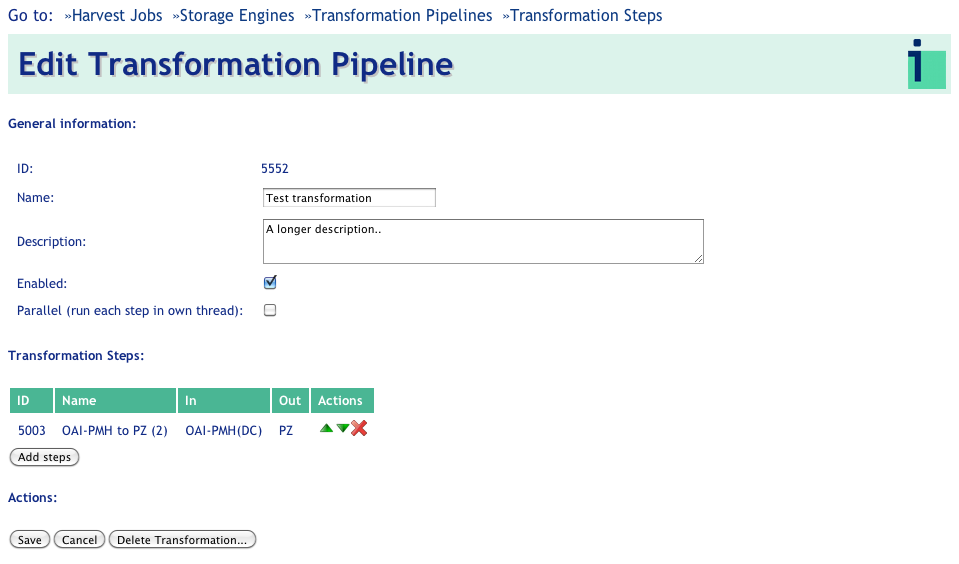 Go to: »Harvest Jobs »Storage Engines »Transformation Pipelines »Transformation Steps
Edit Transformation Pipeline
General information:
ID: 5552
Name: Test transformation
Description: A longer description..
Enabled:
Parallel (run each step in own thread):
Transformation Steps:
ID Name In Out Actions
5003 OAI-PMH to PZ (2) OAI-PMH(DC) PZ
Add steps
Actions:
Save Cancel Delete Transformation...